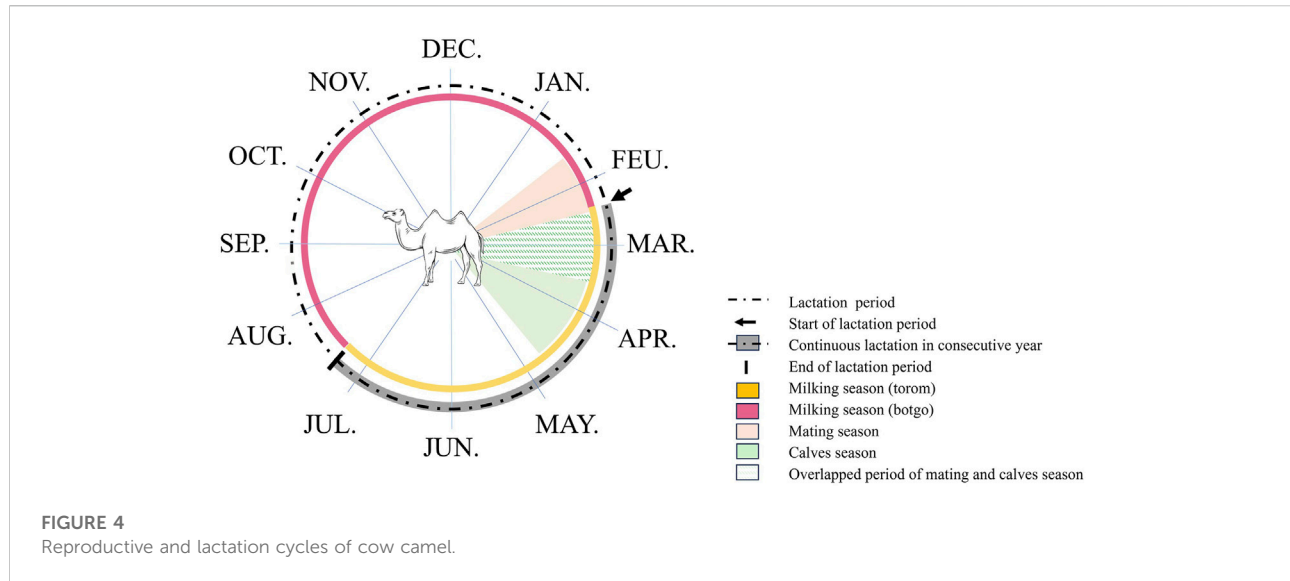 DEC.
NOV.
JAN.
OCT.
FEU.
SEP.
MAR.
AUG.
APR.
JUL.
MAY.
JUN.
Lactation period
Start of lactation period
Continuous lactation in consecutive year
End of lactation period
Milking season (torom)
Milking season (botgo)
Mating season
Calves season
Overlapped period of mating and calves season
FIGURE 4
Reproductive and lactation cycles of cow camel.